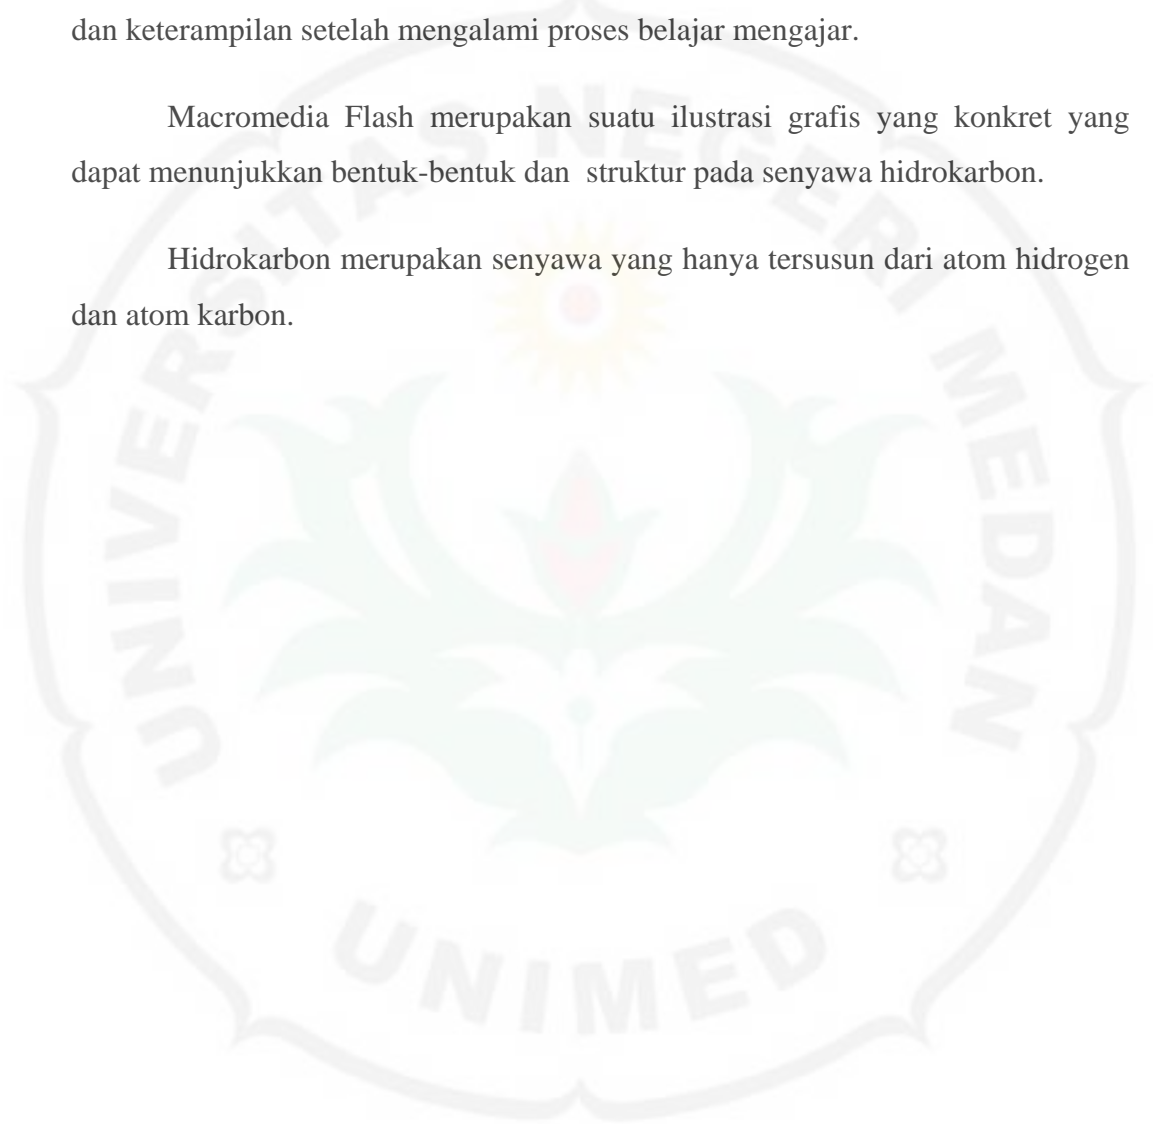 dan keterampilan setelah mengalami proses belajar mengajar.
Macromedia Flash merupakan suatu ilustrasi grafis yang konkret yang
dapat menunjukkan bentuk-bentuk dan struktur pada senyawa hidrokarbon.
Hidrokarbon merupakan senyawa yang hanya tersusun dari atom hidrogen
dan atom karbon.
UNIVERSITAS NEGERI MEDAN
UNIMED